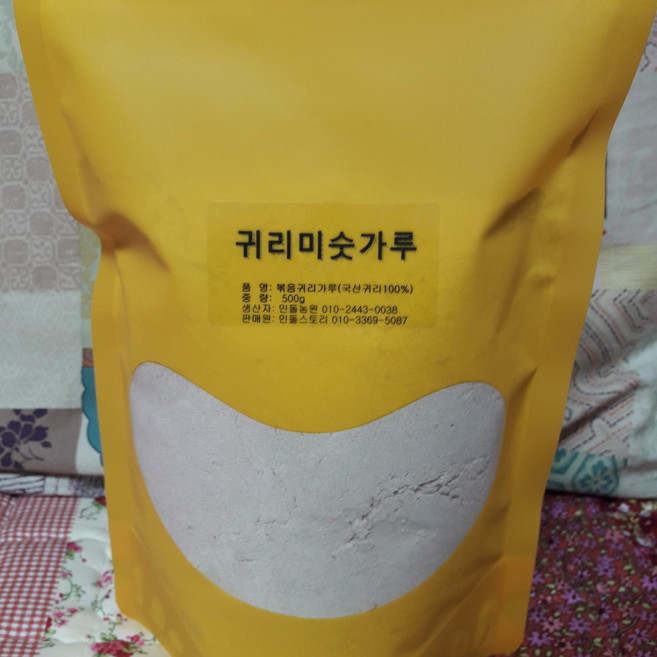 귀리미숫가루
품 명: 볶음귀리가루(국산귀리100%)
중 량: 500g
생산자: 민돌농원 010-2443-0038
판매원: 민돌스토리 010-3369-5087